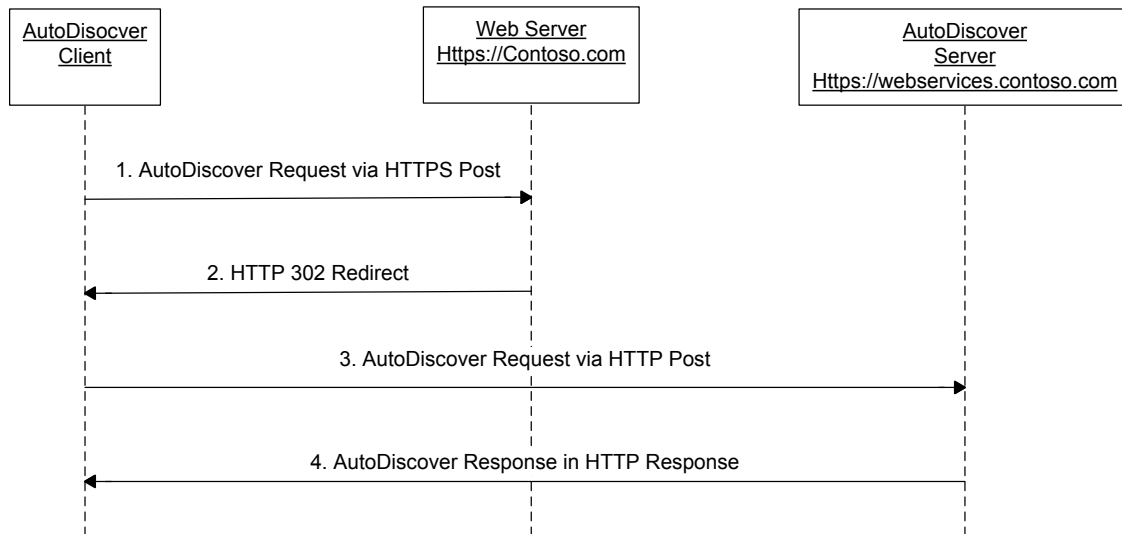 AutoDisocver
Client
Web Server
Https://Contoso.com
AutoDiscover
Server
Https://webservices.contoso.com
1. AutoDiscover Request via HTTPS Post
2. HTTP 302 Redirect
3. AutoDiscover Request via HTTP Post
4. AutoDiscover Response in HTTP Response